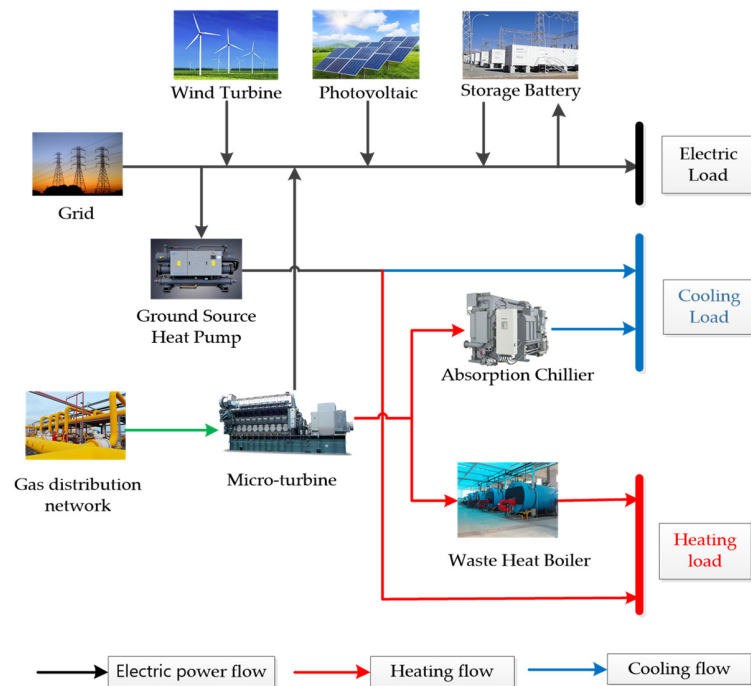 Wind Turbine
Photovoltaic
Storage Battery
Grid
Electric
Load
Ground Source
Heat Pump
Cooling
Load
Absorption Chillier
Gas distribution
network
Micro-turbine
Waste Heat Boiler
Heating
load
Electric power flow
Heating flow
Cooling flow